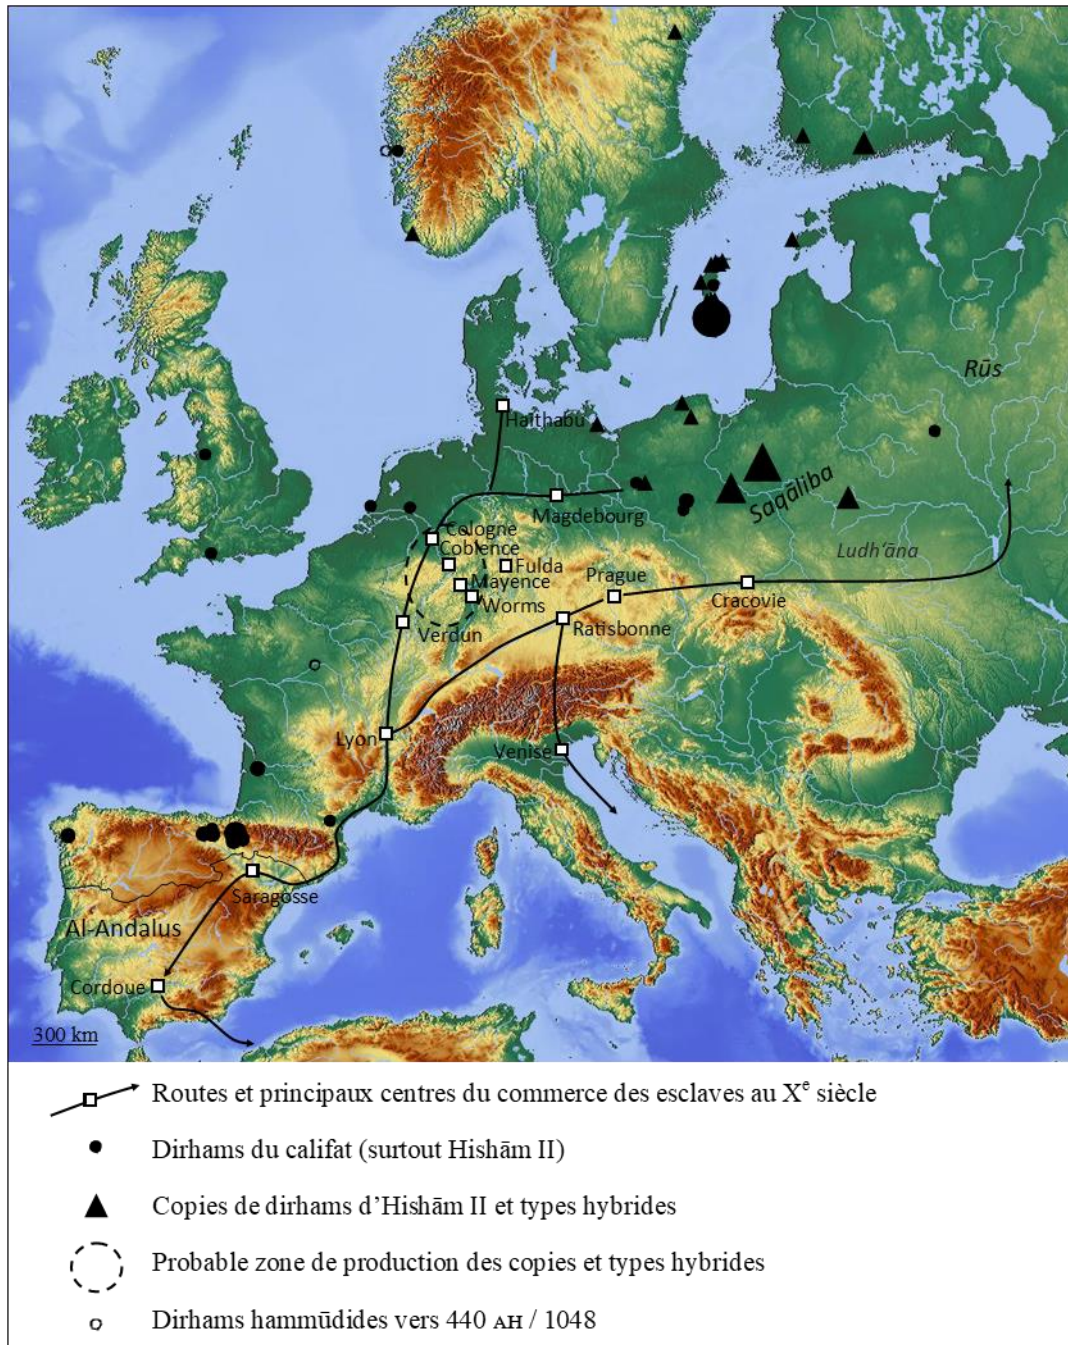 Rūs
Haithabu
Saqāliba
Magdebourg
Cologne
Coblence
Ludh'āna
Fulda
Prague
Mayence
Cracovie
Worms
Verdun
Ratisbonne
Lyon
Venise
Saragosse
Al-Andalus
Cordoue
300 km
Routes et principaux centres du commerce des esclaves au Xᵉ siècle
Dirhams du califat (surtout Hishām II)
Copies de dirhams d’Hishām II et types hybrides
Probable zone de production des copies et types hybrides
Dirhams hammūdides vers 440 AH / 1048